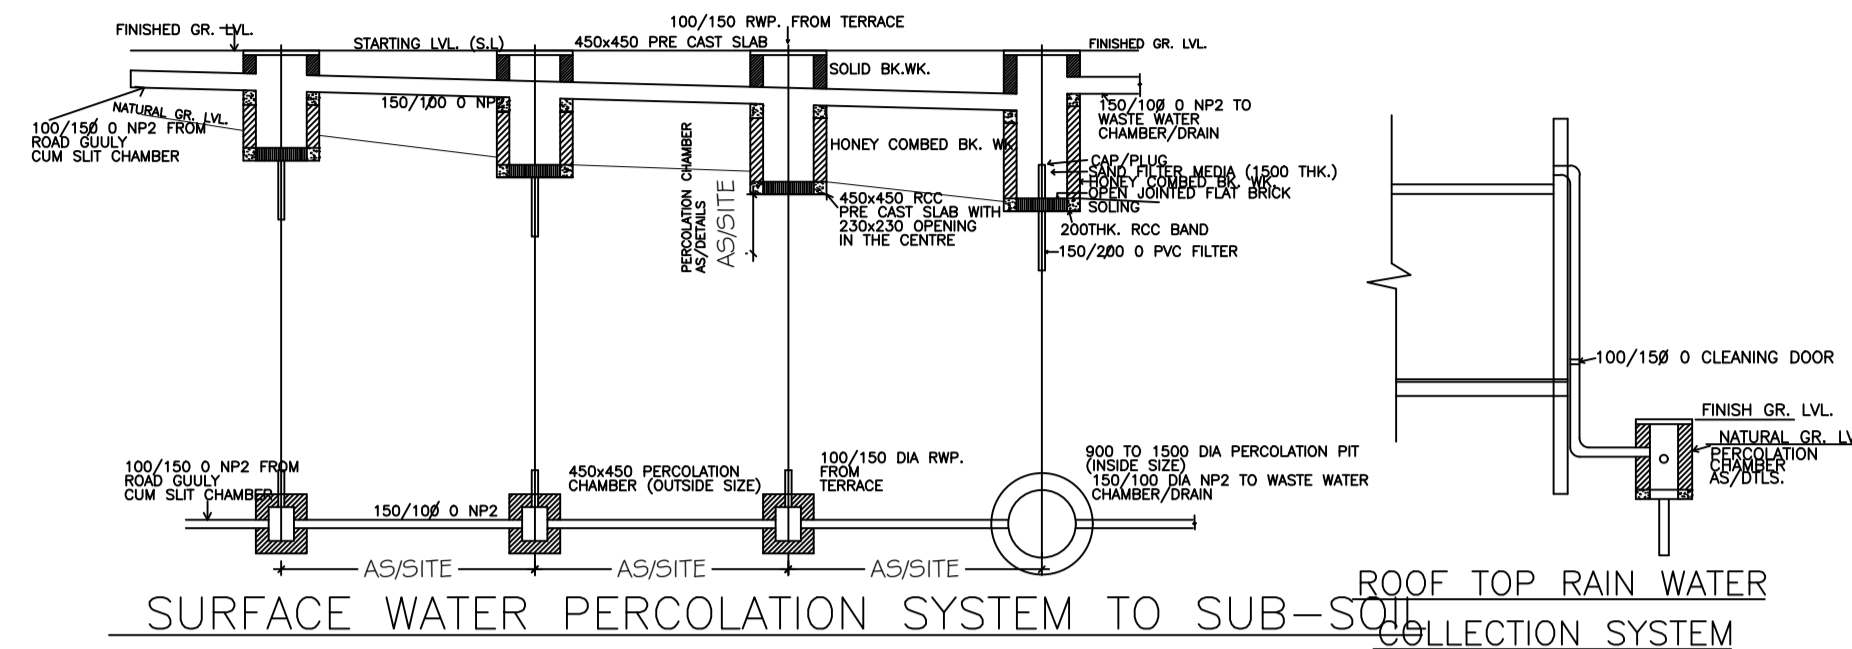 FINISHED GR. LVL.
STARTING LVL. (S.L)
100/150 RWP. FROM TERRACE
450x450 PRE CAST SLAB
FINISHED GR. LVL.
SOLID BK.WK.
150/100 0 NP2
NATURAL GR. LVL.
100/150 0 NP2 FROM
ROAD GUULY
CUM SLIT CHAMBER
150/100 0 NP2 TO
WASTE WATER
CHAMBER/DRAIN
HONEY COMBED BK. WK
PERCOLATION CHAMBER
AS/DETAILS
AS/SITE
450x450 RCC
PRE CAST SLAB WITH
230x230 OPENING
IN THE CENTRE
CAP/PLUG
SAND FILTER MEDIA (1500 THK.)
HONEY COMBED BK. WK.
OPEN JOINTED FLAT BRICK
SOLING
200THK. RCC BAND
150/200 0 PVC FILTER
100/150 0 CLEANING DOOR
FINISH GR. LVL.
NATURAL GR. LV
PERCOLATION
CHAMBER
AS/DTLS.
100/150 0 NP2 FROM
ROAD GUULY
CUM SLIT CHAMBER
150/100 0 NP2
450x450 PERCOLATION
CHAMBER (OUTSIDE SIZE)
100/150 DIA RWP.
FROM
TERRACE
900 TO 1500 DIA PERCOLATION PIT
(INSIDE SIZE)
150/100 DIA NP2 TO WASTE WATER
CHAMBER/DRAIN
AS/SITE
AS/SITE
AS/SITE
SURFACE WATER PERCOLATION SYSTEM TO SUB-SOIL
ROOF TOP RAIN WATER
COLLECTION SYSTEM